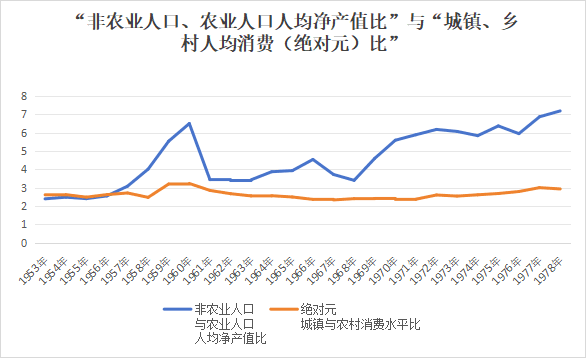 “非农业人口、农业人口人均净产值比”与“城镇、乡
村人均消费（绝对元）比”
8
7
6
5
4
3
2
1
0
1953年
1954年
1955年
1956年
1957年
1958年
1959年
1960年
1961年
1962年
1963年
1964年
1965年
1966年
1967年
1968年
1969年
1970年
1971年
1972年
1973年
1974年
1975年
1976年
1977年
1978年
非农业人口
与农业人口
人均净产值比
绝对元
城镇与农村消费水平比